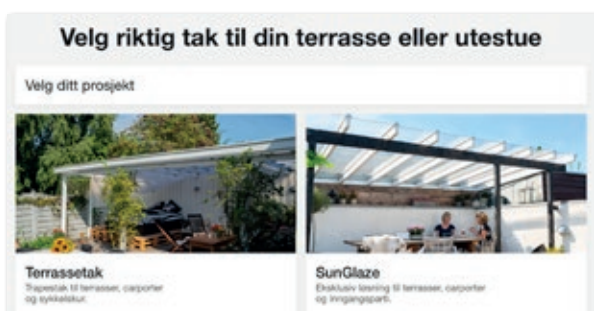 Velg riktig tak til din terrasse eller utestue
Velg ditt prosjekt
Terrassetak
Trapestak til terrasser, carporter
og sykkelskur.
SunGlaze
Eksklusiv løsning til terrasser, carporter
og inngangsparti.